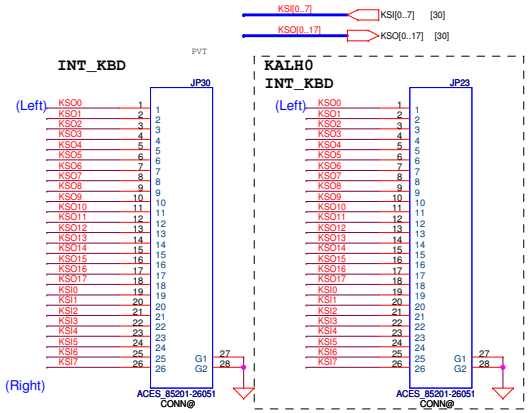 KSI[0..7] KSI[0..7] [30]
KSO[0..17] KSO[0..17] [30]
PVT
INT_KBD
JP30
(Left)
KSO0 1 1
KSO1 2 2
KSO2 3 3
KSO3 4 4
KSO4 5 5
KSO5 6 6
KSO6 7 7
KSO7 8 8
KSO8 9 9
KSO9 10 10
KSO10 11 11
KSO11 12 12
KSO12 13 13
KSO13 14 14
KSO14 15 15
KSO15 16 16
KSO16 17 17
KSO17 18 18
KSI0 19 19
KSI1 20 20
KSI2 21 21
KSI3 22 22
KSI4 23 23
KSI5 24 24
KSI6 25 25 G1 27
KSI7 26 26 G2 28
(Right)
ACES_85201-26051
CONN@
KALH0
INT_KBD
JP23
(Left)
KSO0 1 1
KSO1 2 2
KSO2 3 3
KSO3 4 4
KSO4 5 5
KSO5 6 6
KSO6 7 7
KSO7 8 8
KSO8 9 9
KSO9 10 10
KSO10 11 11
KSO11 12 12
KSO12 13 13
KSO13 14 14
KSO14 15 15
KSO15 16 16
KSO16 17 17
KSO17 18 18
KSI0 19 19
KSI1 20 20
KSI2 21 21
KSI3 22 22
KSI4 23 23
KSI5 24 24
KSI6 25 25 G1 27
KSI7 26 26 G2 28
ACES_85201-26051
CONN@